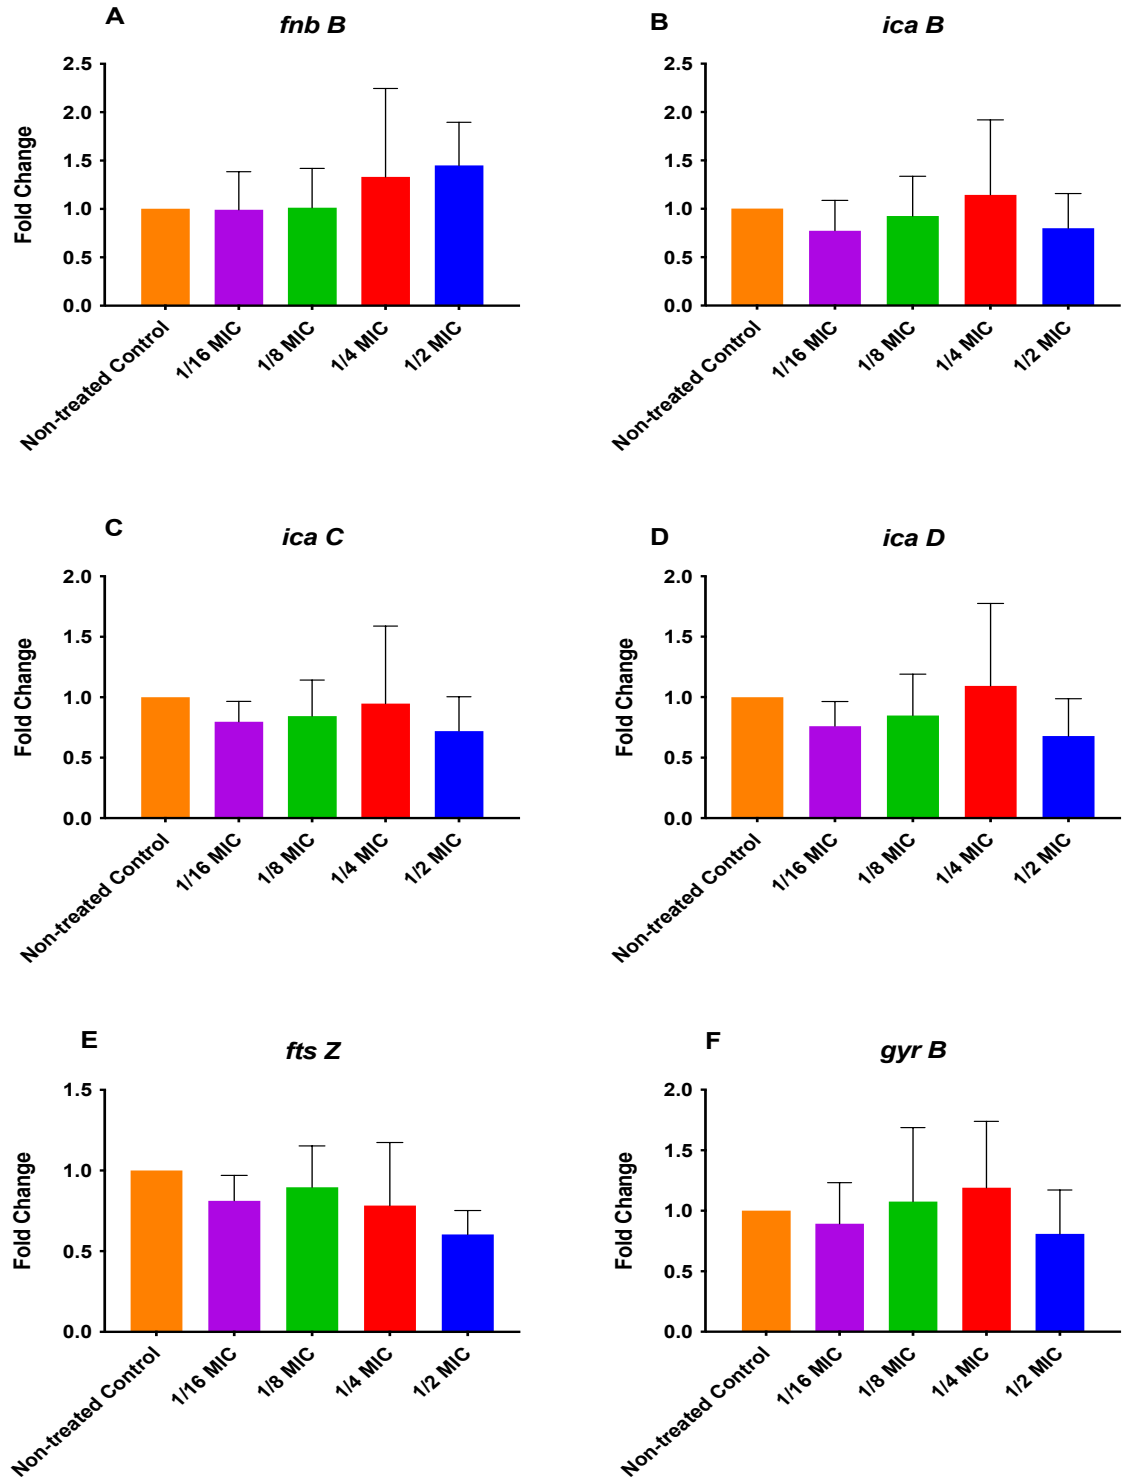 A
fnb B
Fold Change
2.5
2.0
1.5
1.0
0.5
0.0
Non-treated Control
1/16 MIC
1/8 MIC
1/4 MIC
1/2 MIC
B
ica B
Fold Change
2.5
2.0
1.5
1.0
0.5
0.0
Non-treated Control
1/16 MIC
1/8 MIC
1/4 MIC
1/2 MIC
C
ica C
Fold Change
2.0
1.5
1.0
0.5
0.0
Non-treated Control
1/16 MIC
1/8 MIC
1/4 MIC
1/2 MIC
D
ica D
Fold Change
2.0
1.5
1.0
0.5
0.0
Non-treated Control
1/16 MIC
1/8 MIC
1/4 MIC
1/2 MIC
E
fts Z
Fold Change
1.5
1.0
0.5
0.0
Non-treated Control
1/16 MIC
1/8 MIC
1/4 MIC
1/2 MIC
F
gyr B
Fold Change
2.0
1.5
1.0
0.5
0.0
Non-treated Control
1/16 MIC
1/8 MIC
1/4 MIC
1/2 MIC